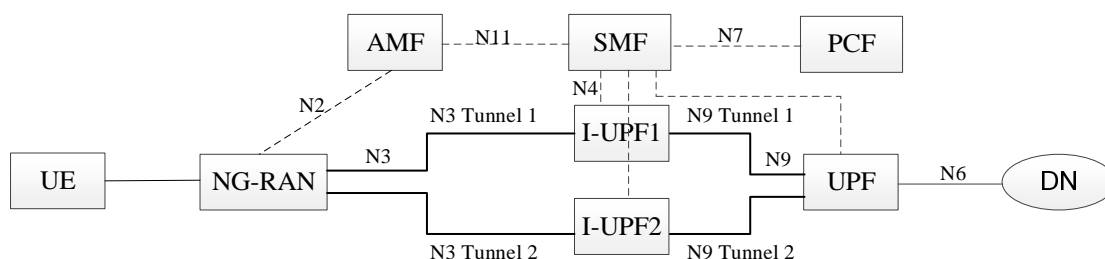 AMF
N11
SMF
N7
PCF
N2
N4
N3 Tunnel 1
I-UPF1
N9 Tunnel 1
UE
NG-RAN
N3
N9
UPF
N6
DN
I-UPF2
N3 Tunnel 2
N9 Tunnel 2